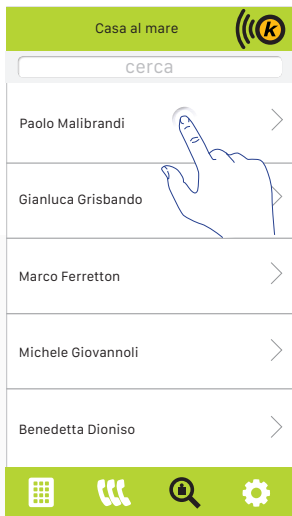 Casa al mare
k
cerca
Paolo Malibrandi
Gianluca Grisbando
Marco Ferretton
Michele Giovannoli
Benedetta Dioniso